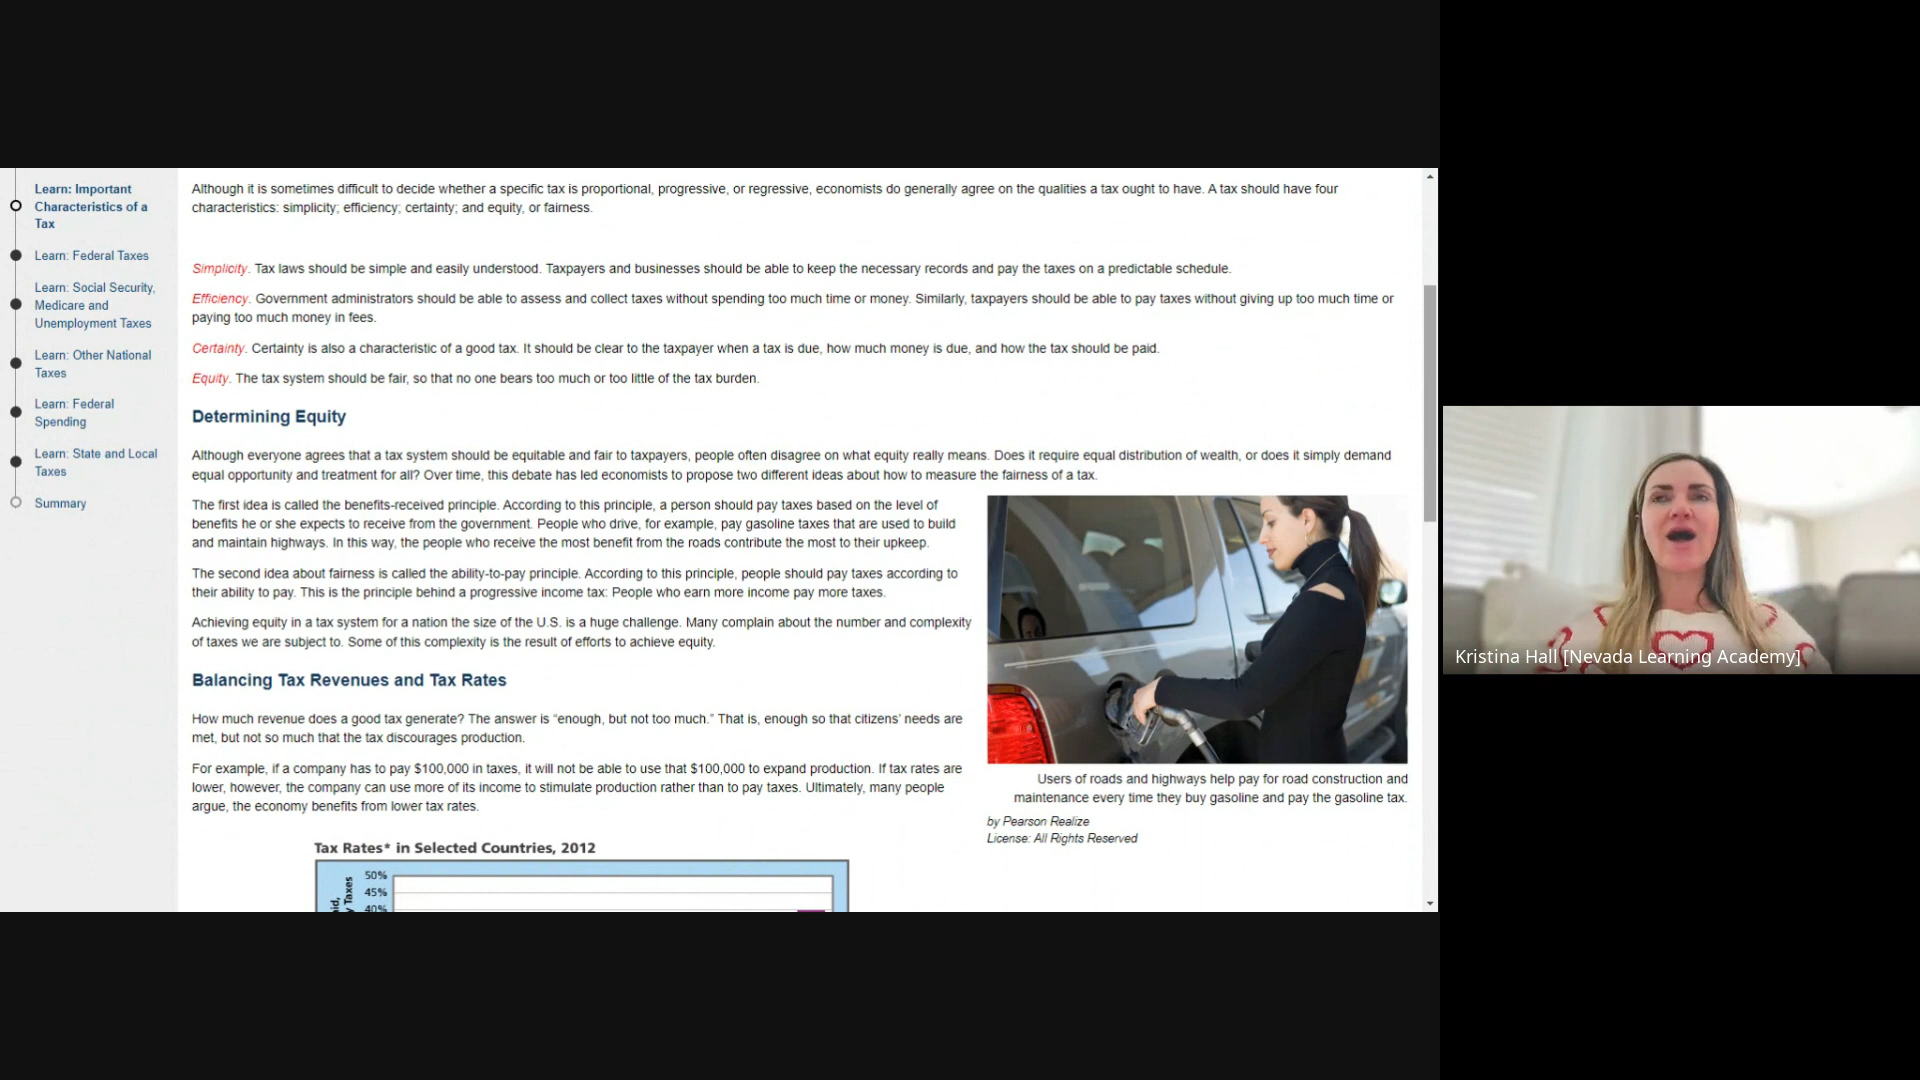 Learn: Important
Characteristics of a
Tax
Learn: Federal Taxes
Learn: Social Security,
Medicare and
Unemployment Taxes
Learn: Other National
Taxes
Learn: Federal
Spending
Learn: State and Local
Taxes
Summary
Although it is sometimes difficult to decide whether a specific tax is proportional, progressive, or regressive, economists do generally agree on the qualities a tax ought to have. A tax should have four
characteristics: simplicity; efficiency; certainty; and equity, or fairness.
Simplicity. Tax laws should be simple and easily understood. Taxpayers and businesses should be able to keep the necessary records and pay the taxes on a predictable schedule.
Efficiency. Government administrators should be able to assess and collect taxes without spending too much time or money. Similarly, taxpayers should be able to pay taxes without giving up too much time or
paying too much money in fees.
Certainty. Certainty is also a characteristic of a good tax. It should be clear to the taxpayer when a tax is due, how much money is due, and how the tax should be paid.
Equity. The tax system should be fair, so that no one bears too much or too little of the tax burden.
Determining Equity
Although everyone agrees that a tax system should be equitable and fair to taxpayers, people often disagree on what equity really means. Does it require equal distribution of wealth, or does it simply demand
equal opportunity and treatment for all? Over time, this debate has led economists to propose two different ideas about how to measure the fairness of a tax.
The first idea is called the benefits-received principle. According to this principle, a person should pay taxes based on the level of
benefits he or she expects to receive from the government. People who drive, for example, pay gasoline taxes that are used to build
and maintain highways. In this way, the people who receive the most benefit from the roads contribute the most to their upkeep.
The second idea about fairness is called the ability-to-pay principle. According to this principle, people should pay taxes according to
their ability to pay. This is the principle behind a progressive income tax: People who earn more income pay more taxes.
Achieving equity in a tax system for a nation the size of the U.S. is a huge challenge. Many complain about the number and complexity
of taxes we are subject to. Some of this complexity is the result of efforts to achieve equity.
Balancing Tax Revenues and Tax Rates
How much revenue does a good tax generate? The answer is “enough, but not too much.” That is, enough so that citizens’ needs are
met, but not so much that the tax discourages production.
For example, if a company has to pay $100,000 in taxes, it will not be able to use that $100,000 to expand production. If tax rates are
lower, however, the company can use more of its income to stimulate production rather than to pay taxes. Ultimately, many people
argue, the economy benefits from lower tax rates.
Users of roads and highways help pay for road construction and
maintenance every time they buy gasoline and pay the gasoline tax.
by Pearson Realize
License: All Rights Reserved
Tax Rates* in Selected Countries, 2012
50%
45%
40%
Taxes
Kristina Hall [Nevada Learning Academy]